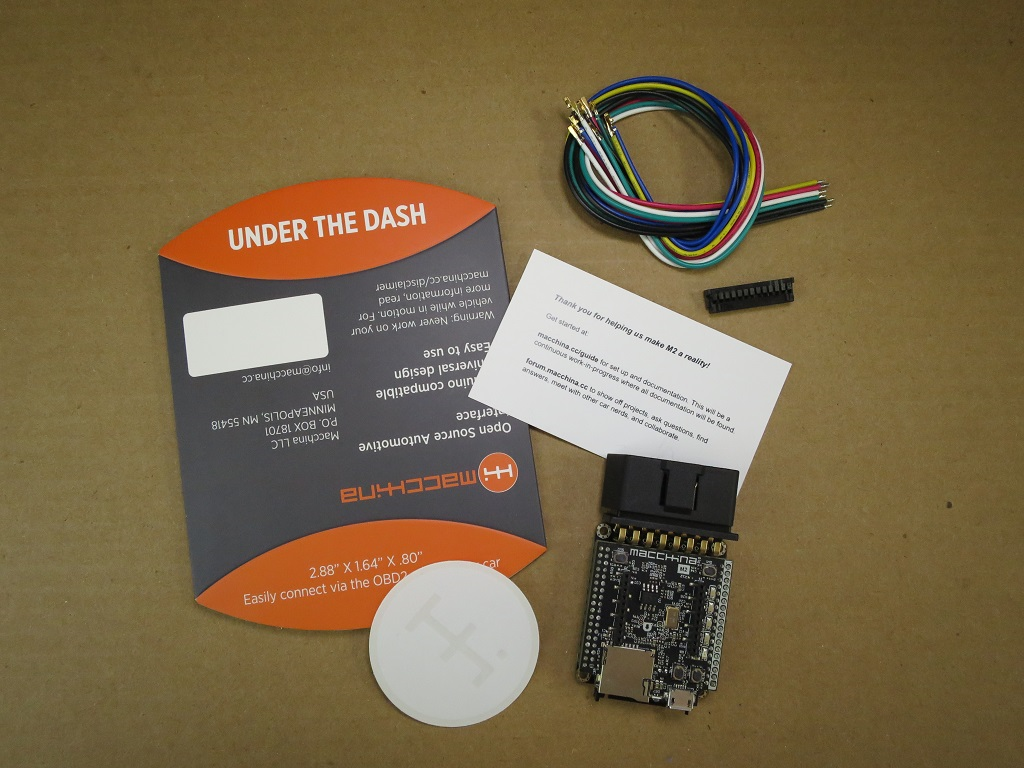 UNDER THE DASH
macchina
Open Source Automotive
Interface
Arduino compatible
Universal design
Easy to use
Warning: Never work on your
vehicle while in motion. For
more information, read
macchina.cc/disclaimer
Macchina LLC
P.O. BOX 18701
MINNEAPOLIS, MN 55418
USA
info@macchina.cc
2.88” X 1.64” X .80”
Easily connect via the OBD2 car
Thank you for helping us make M2 a reality!
Get started at:
macchina.cc/guide for set up and documentation. This will be a
continuous work-in-progress where all documentation will be found.
forum.macchina.cc to show off projects, ask questions, find
answers, meet with other car nerds, and collaborate.
macchina
M2